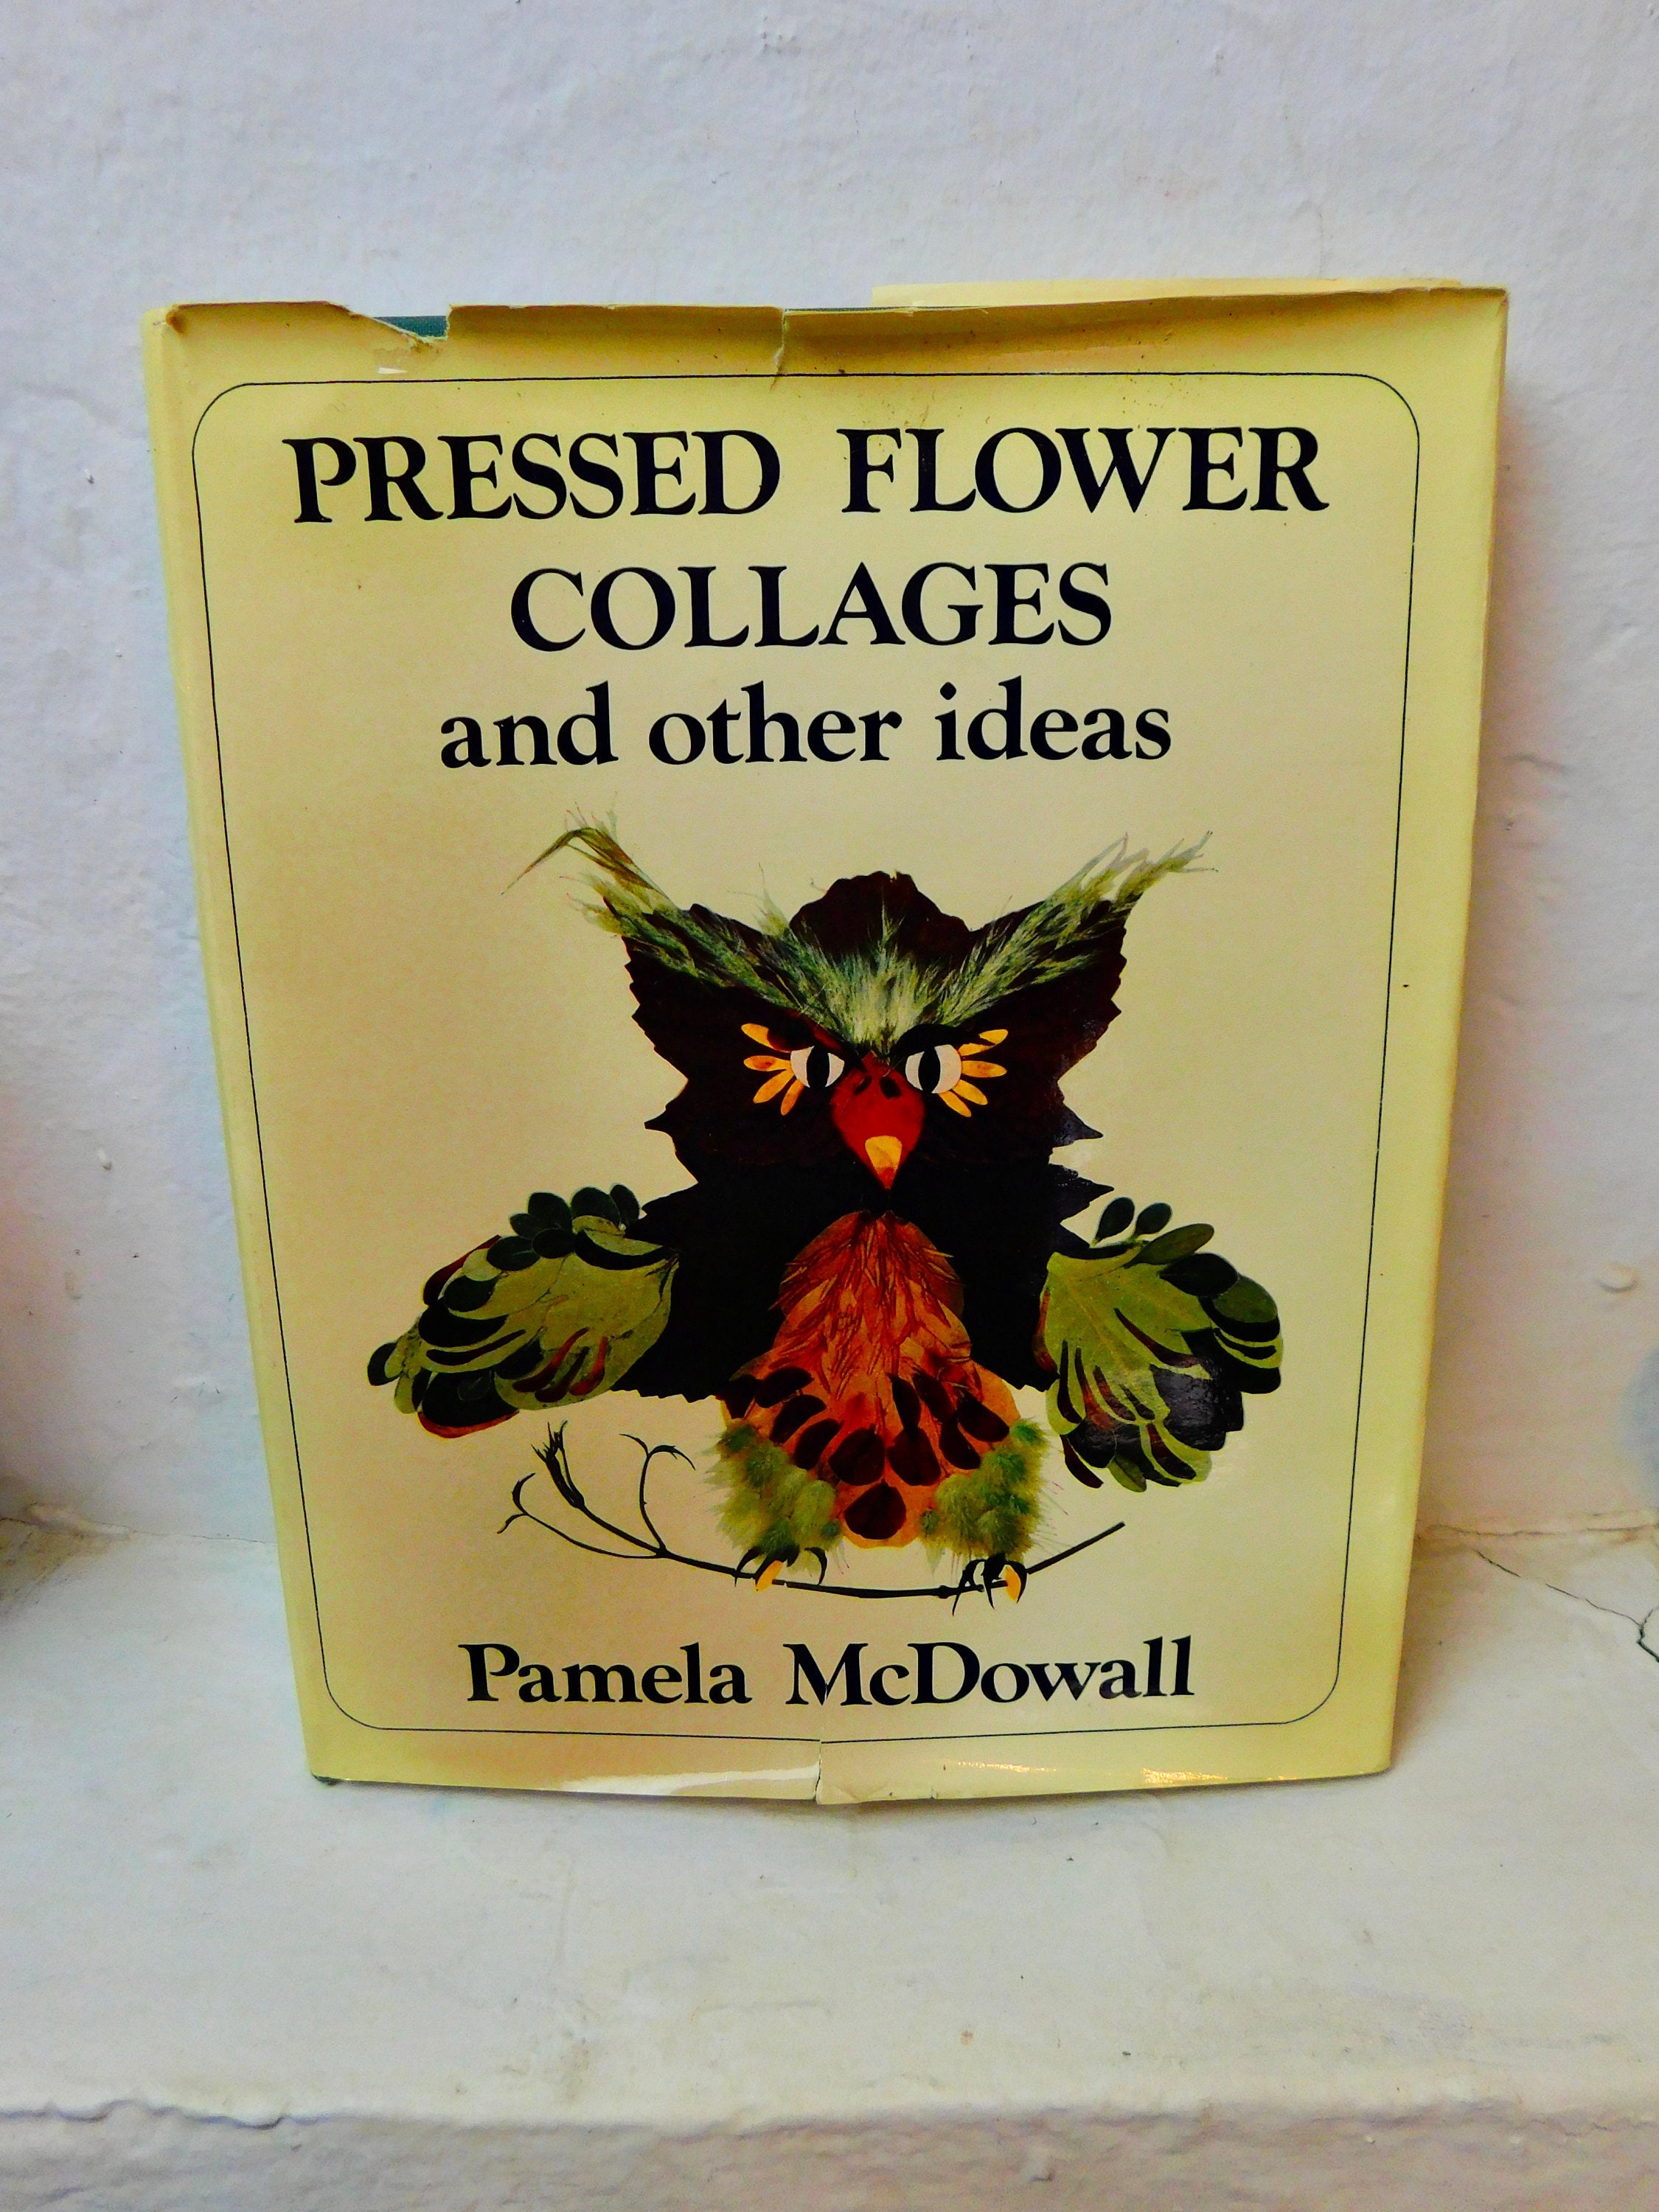 PRESSED FLOWER
COLLAGES
and other ideas
Pamela McDowall